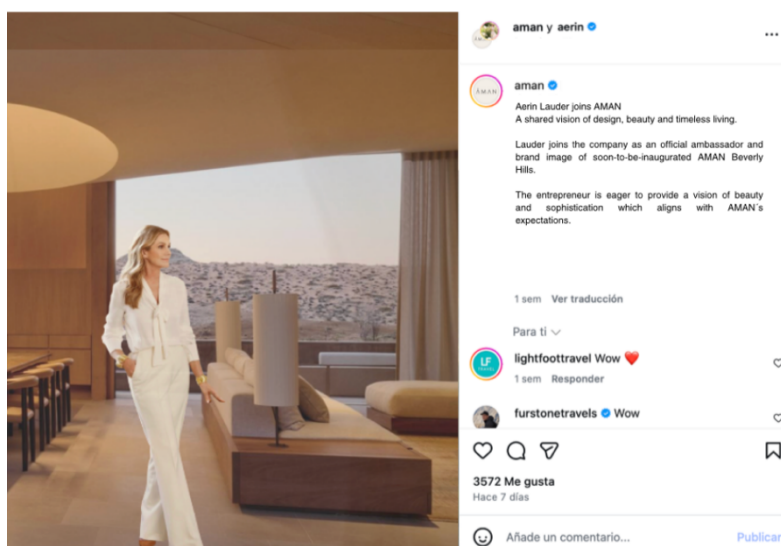 aman y aerin
AMAN
aman
Aerin Lauder joins AMAN
A shared vision of design, beauty and timeless living.
Lauder joins the company as an official ambassador and
brand image of soon-to-be-inaugurated AMAN Beverly
Hills.
The entrepreneur is eager to provide a vision of beauty
and sophistication which aligns with AMAN´s
expectations.
1 sem Ver traducción
Para ti
LF
TRAVEL
lightfoottravel Wow ❤️
1 sem Responder
furstonetravels Wow
3572 Me gusta
Hace 7 días
Añade un comentario...
Publicar